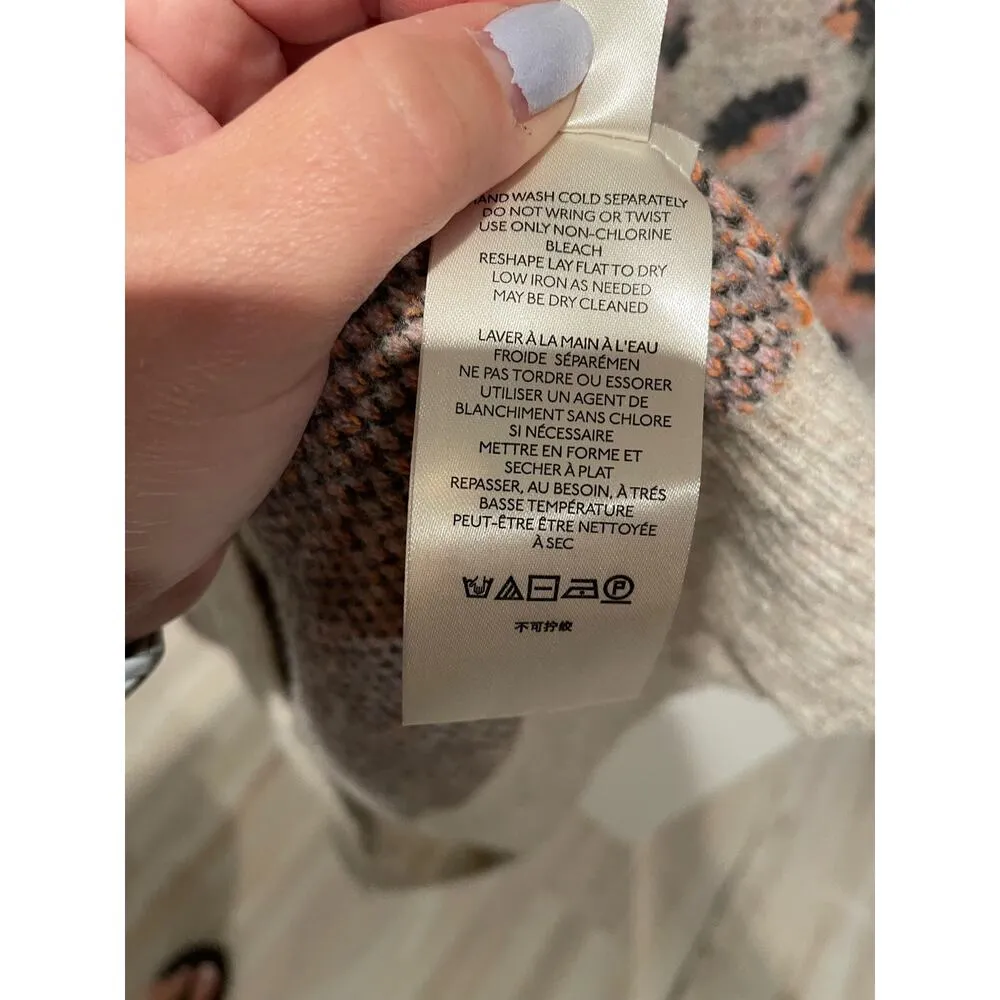 AND WASH COLD SEPARATELY
DO NOT WRING OR TWIST
USE ONLY NON-CHLORINE
BLEACH
RESHAPE LAY FLAT TO DRY
LOW IRON AS NEEDED
MAY BE DRY CLEANED
LAVER À LA MAIN À L'EAU
FROIDE SÉPARÉMEN
NE PAS TORDRE OU ESSORER
UTILISER UN AGENT DE
BLANCHIMENT SANS CHLORE
SI NÉCESSAIRE
METTRE EN FORME ET
SECHER À PLAT
REPASSER, AU BESOIN, À TRÉS
BASSE TEMPÉRATURE
PEUT-ÊTRE ÊTRE NETTOYÉE
À SEC
P
不可拧绞